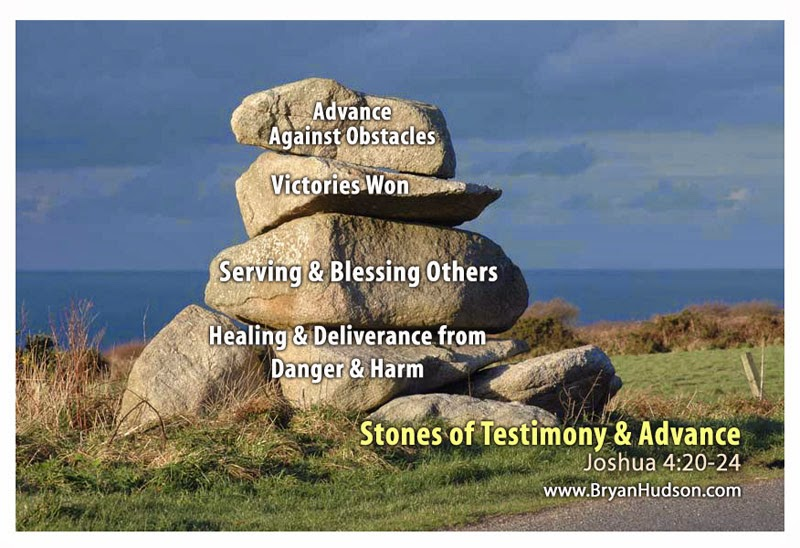 Advance
Against Obstacles
Victories Won
Serving & Blessing Others
Healing & Deliverance from
Danger & Harm
Stones of Testimony & Advance
Joshua 4:20-24
www.BryanHudson.com